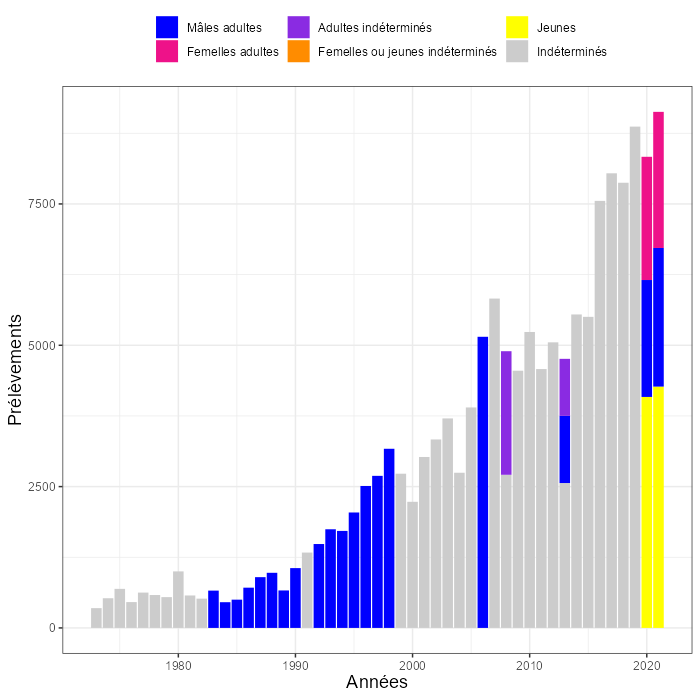 Mâles adultes Adultes indéterminés Jeunes
Femelles adultes Femelles ou jeunes indéterminés Indéterminés
Prélèvements
7500
5000
2500
0
1980 1990 2000 2010 2020
Années